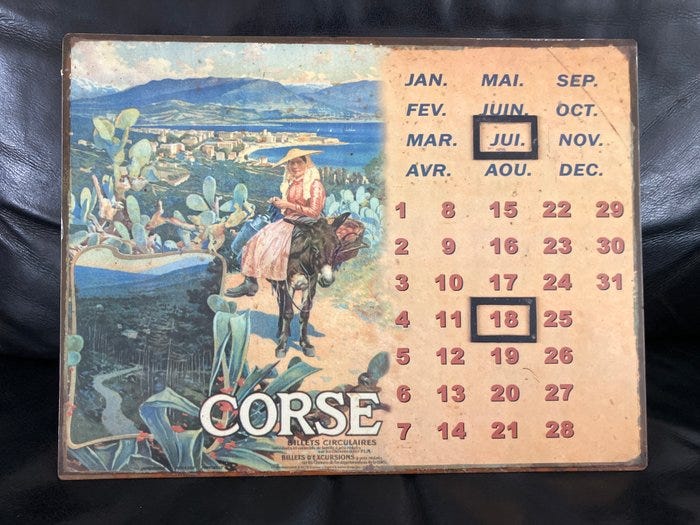 JAN. MAI. SEP.
FEV. JUIN. OCT.
MAR. JUI. NOV.
AVR. AOU. DEC.
1 8 15 22 29
2 9 16 23 30
3 10 17 24 31
4 11 18 25
5 12 19 26
6 13 20 27
7 14 21 28
CORSE
BILLETS CIRCULAIRES
BILLETS D'EXCURSIONS